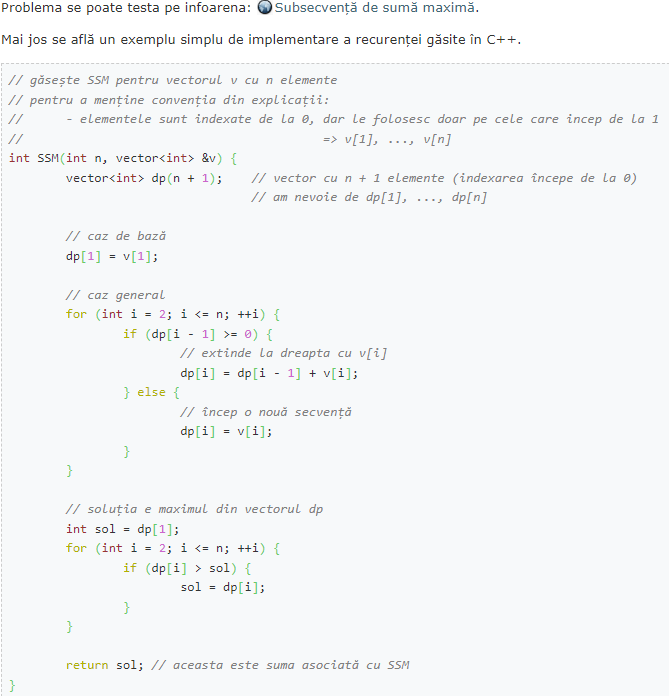 Problema se poate testa pe infoarena: Subsecvență de sumă maximă.
Mai jos se află un exemplu simplu de implementare a recurenței găsite în C++.
// găsește SSM pentru vectorul v cu n elemente
// pentru a menține convenția din explicații:
//      - elementele sunt indexate de la 0, dar le folosesc doar pe cele care încep de la 1
//                                          => v[1], ..., v[n]
int SSM(int n, vector<int> &v) {
        vector<int> dp(n + 1);    // vector cu n + 1 elemente (indexarea începe de la 0)
                                  // am nevoie de dp[1], ..., dp[n]
        // caz de bază
        dp[1] = v[1];
        // caz general
        for (int i = 2; i <= n; ++i) {
                if (dp[i - 1] >= 0) {
                        // extinde la dreapta cu v[i]
                        dp[i] = dp[i - 1] + v[i];
                } else {
                        // încep o nouă secvență
                        dp[i] = v[i];
                }
        }
        // soluția e maximul din vectorul dp
        int sol = dp[1];
        for (int i = 2; i <= n; ++i) {
                if (dp[i] > sol) {
                        sol = dp[i];
                }
        }
        return sol; // aceasta este suma asociată cu SSM
}